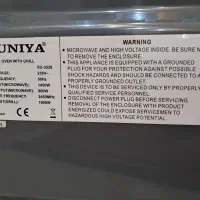 UNIYA
OVEN WITH GRILL
230V~
50Hz
1400W
900W
2450MHz
1000W
WARNING
• MICROWAVE AND HIGH VOLTAGE INSIDE. BE SURE
NOT TO REMOVE ENCLOSURE.
• THIS APPLIANCE IS EQUIPPED WITH A GROUNDED
PLUG FOR YOUR PROTECTION AGAINST POSSIBLE
SHOCK HAZARDS AND SHOULD BE CONNECTED TO A
PROPERLY GROUNDED OUTLET.
• THIS DEVICE IS TO BE SERVICED ONLY BY PROPERLY
QUALIFIED SERVICE PERSONNEL.
• DISCONNECT POWER PLUG BEFORE SERVICING.
REMOVAL OF THE ENCLOSURE WITH PRODUCT
ENERGIZED COULD EXPOSE SERVICEMEN TO
HAZARDOUS HIGH VOLTAGE POTENTIAL